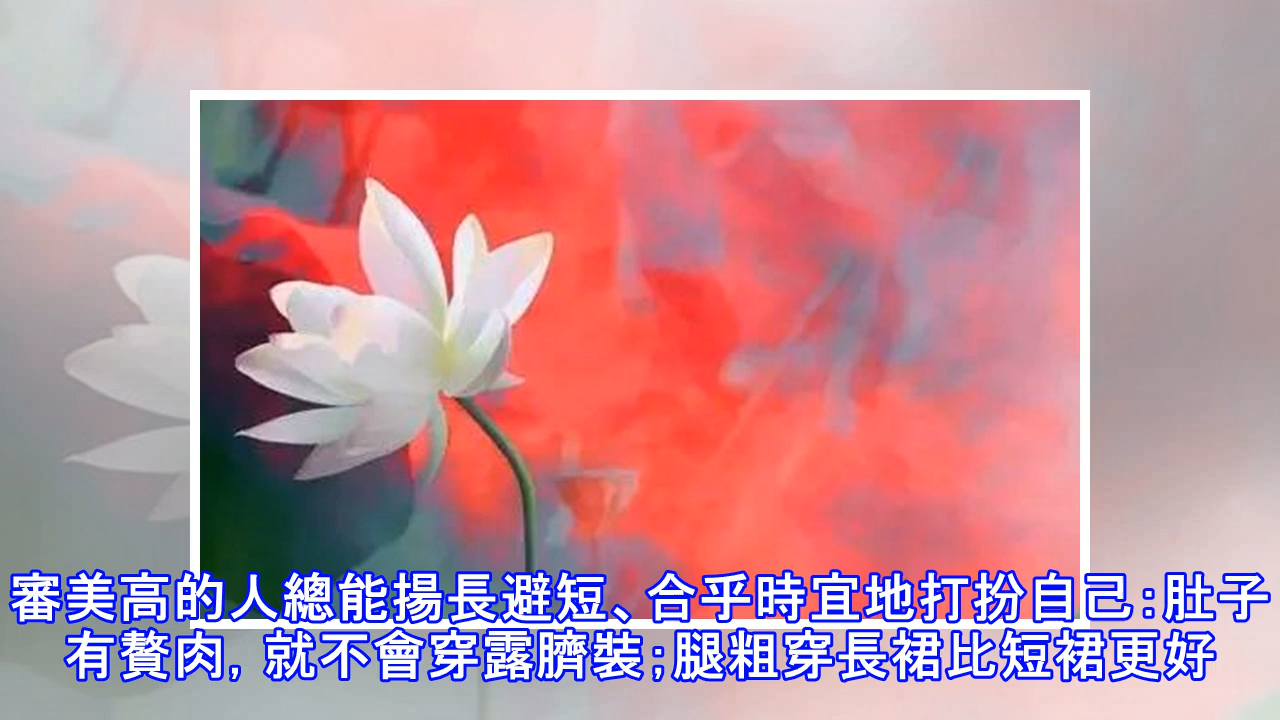 審美高的人總能揚長避短、合乎時宜地打扮自己:肚子
有贅肉,就不會穿露臍裝;腿粗穿長裙比短裙更好